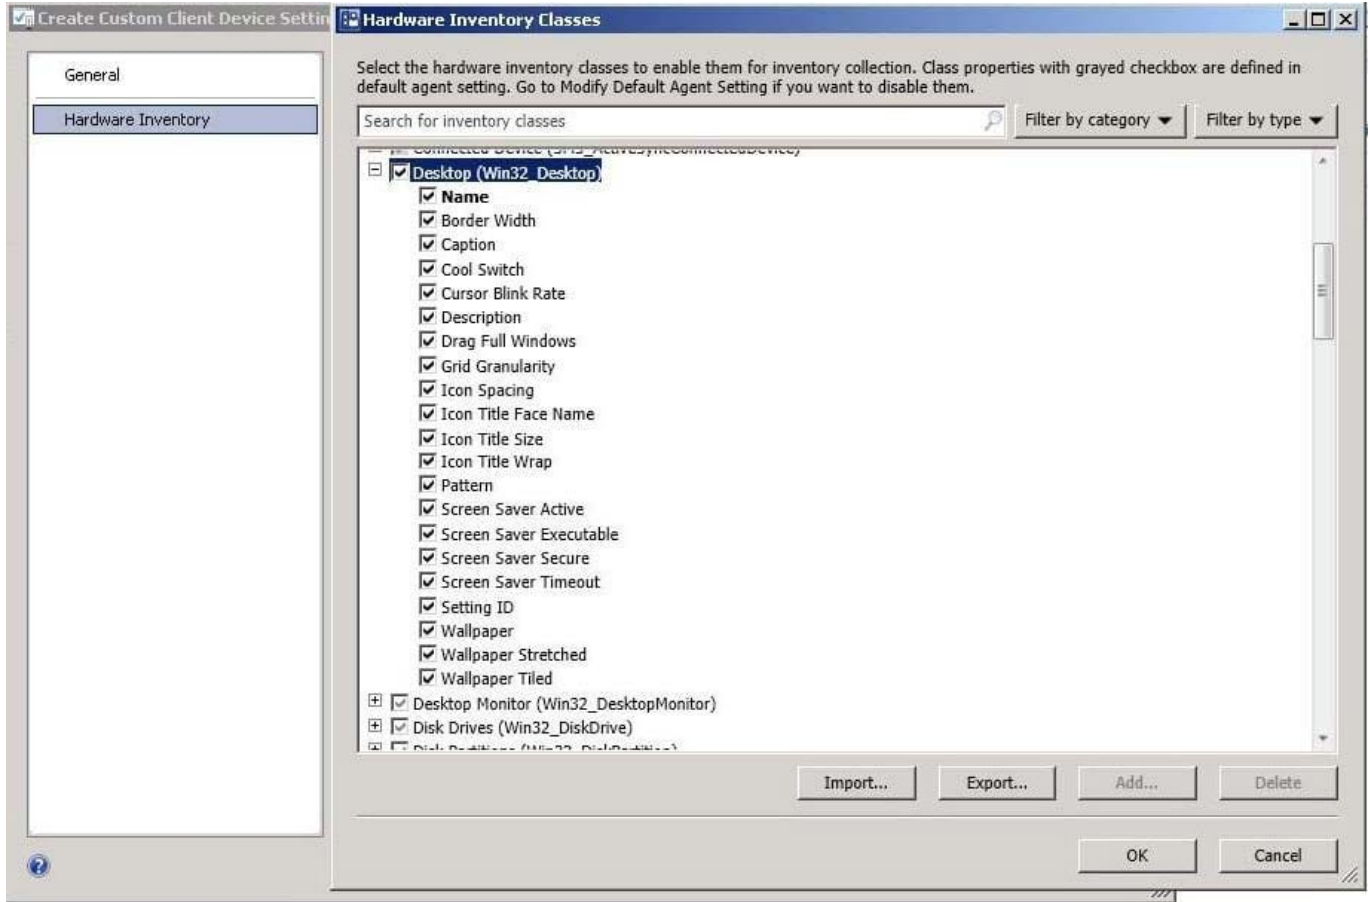 Create Custom Client Device Settin
Hardware Inventory Classes
General
Hardware Inventory
Select the hardware inventory classes to enable them for inventory collection. Class properties with grayed checkbox are defined in
default agent setting. Go to Modify Default Agent Setting if you want to disable them.
Search for inventory classes
Filter by category
Filter by type
Connected Device (SMS_ActiveSyncConnectedDevice)
Desktop (Win32_Desktop)
Name
Border Width
Caption
Cool Switch
Cursor Blink Rate
Description
Drag Full Windows
Grid Granularity
Icon Spacing
Icon Title Face Name
Icon Title Size
Icon Title Wrap
Pattern
Screen Saver Active
Screen Saver Executable
Screen Saver Secure
Screen Saver Timeout
Setting ID
Wallpaper
Wallpaper Stretched
Wallpaper Tiled
Desktop Monitor (Win32_DesktopMonitor)
Disk Drives (Win32_DiskDrive)
Disk Partitions (Win32_DiskPartition)
Import...
Export...
Add...
Delete
OK
Cancel